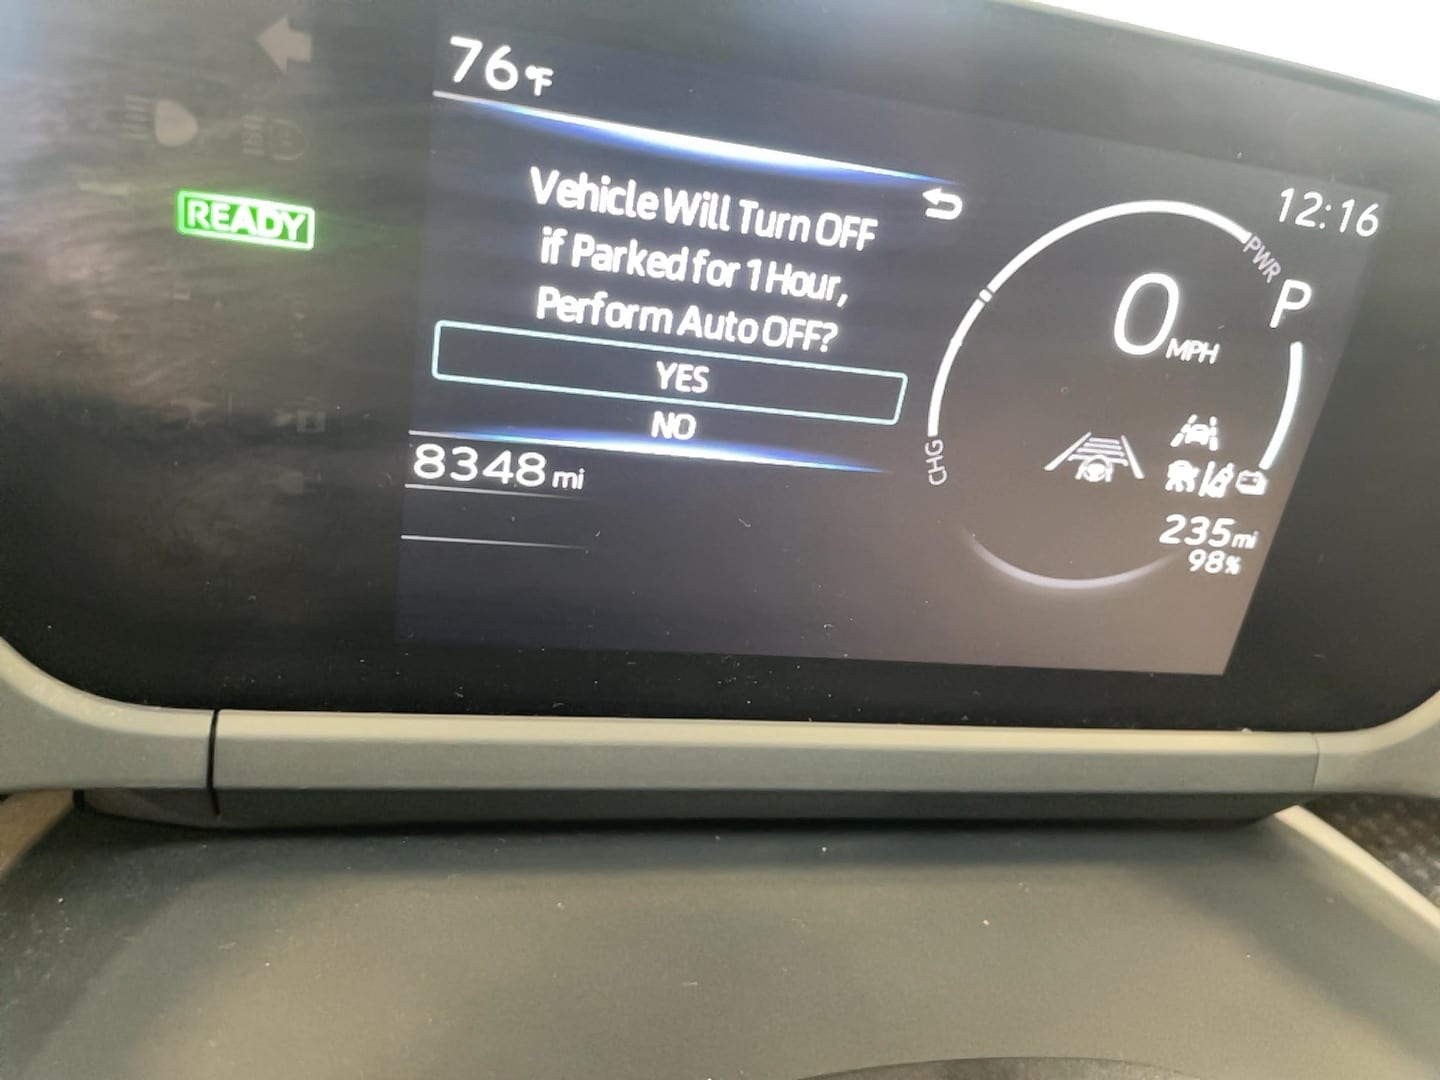 76°F
READY
Vehicle Will Turn OFF
if Parked for 1 Hour,
Perform Auto OFF?
YES
NO
8348 mi
12:16
PWR
P
0 MPH
CHG
235 mi
98%